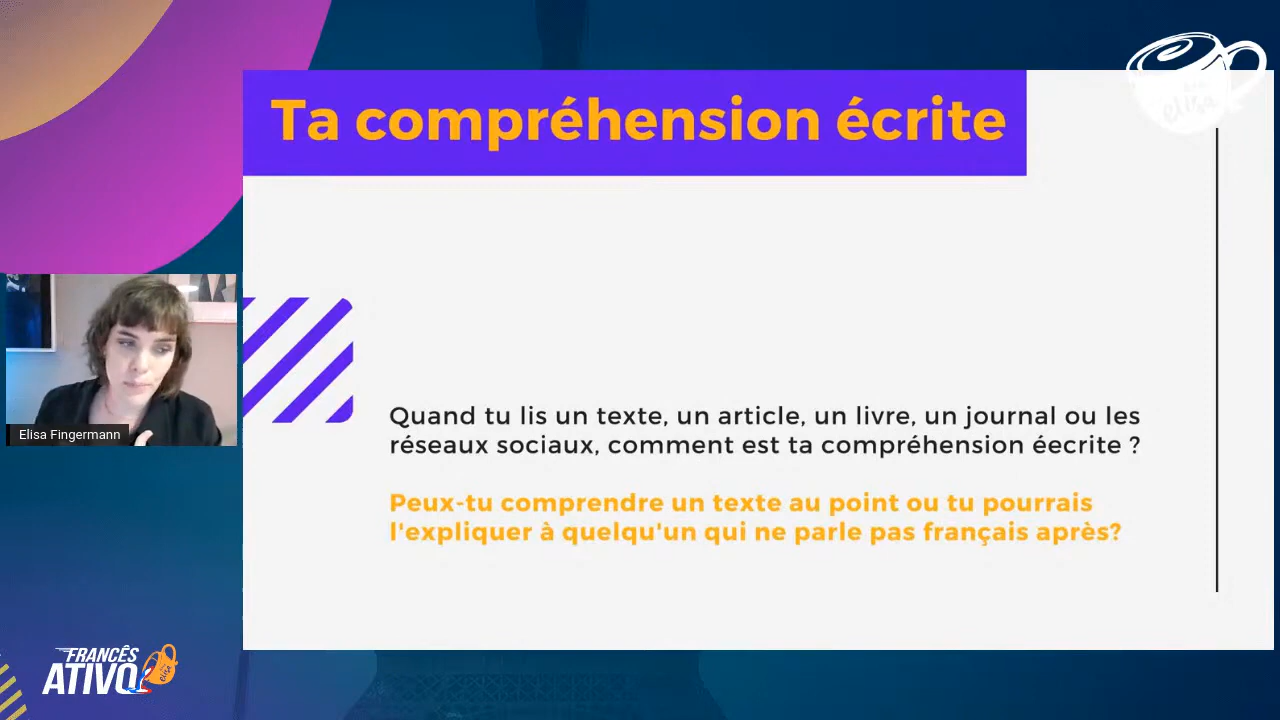 Ta compréhension écrite
elisa
Quand tu lis un texte, un article, un livre, un journal ou les
réseaux sociaux, comment est ta compréhension éecrite ?
Peux-tu comprendre un texte au point ou tu pourrais
l'expliquer à quelqu'un qui ne parle pas français après?
Elisa Fingermann
FRANCÊS
ATIVO
elisa